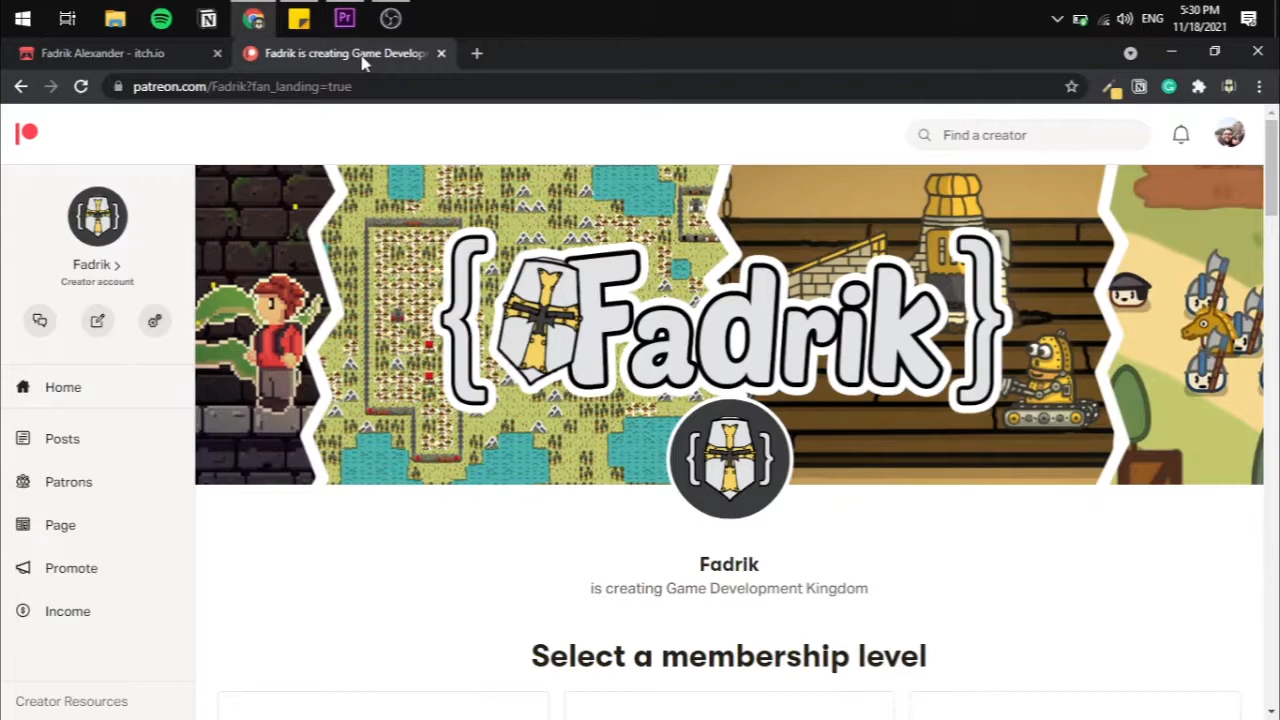 5:30 PM
ENG
11/18/2021
Fadrik Alexander - itch.io
Fadrik is creating Game Develop
patreon.com/Fadrik?fan_landing=true
Find a creator
Fadrik
Creator account
Home
Posts
Patrons
Page
Promote
Income
Creator Resources
{Fadrik}
Fadrik
is creating Game Development Kingdom
Select a membership level